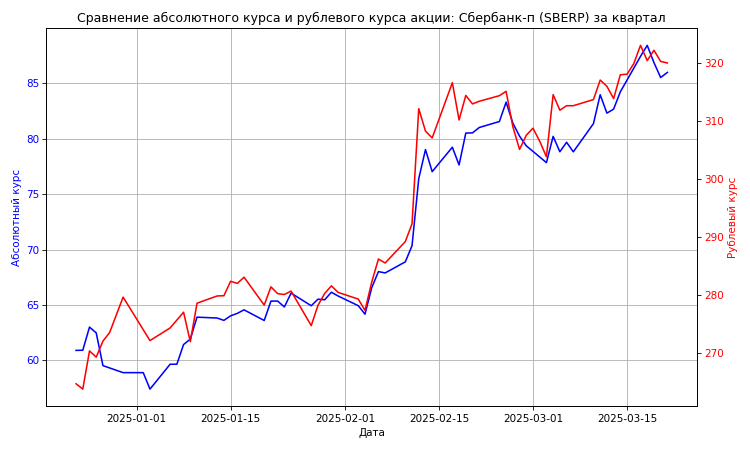 Сравнение абсолютного курса и рублевого курса акции: Сбербанк-п (SBERP) за квартал
Абсолютный курс
85
80
75
70
65
60
320
310
300
290
280
270
Рублевый курс
2025-01-01 2025-01-15 2025-02-01 2025-02-15 2025-03-01 2025-03-15
Дата